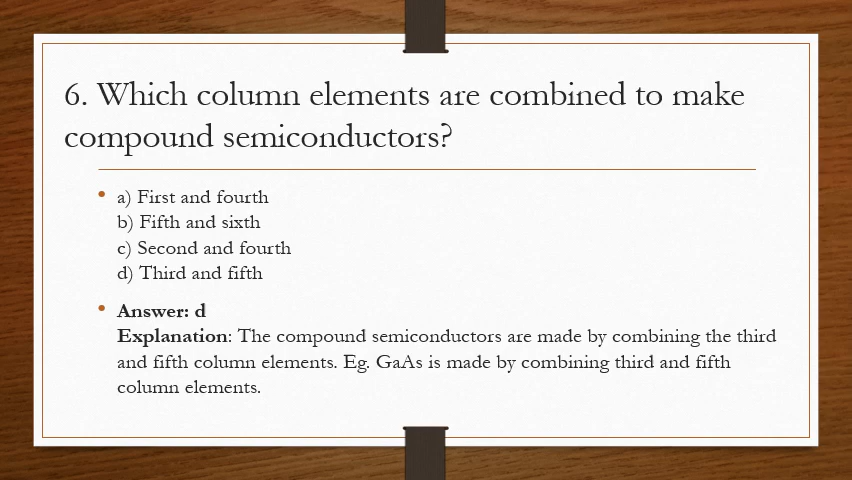 6. Which column elements are combined to make
compound semiconductors?
• a) First and fourth
b) Fifth and sixth
c) Second and fourth
d) Third and fifth
• Answer: d
Explanation: The compound semiconductors are made by combining the third
and fifth column elements. Eg. GaAs is made by combining third and fifth
column elements.